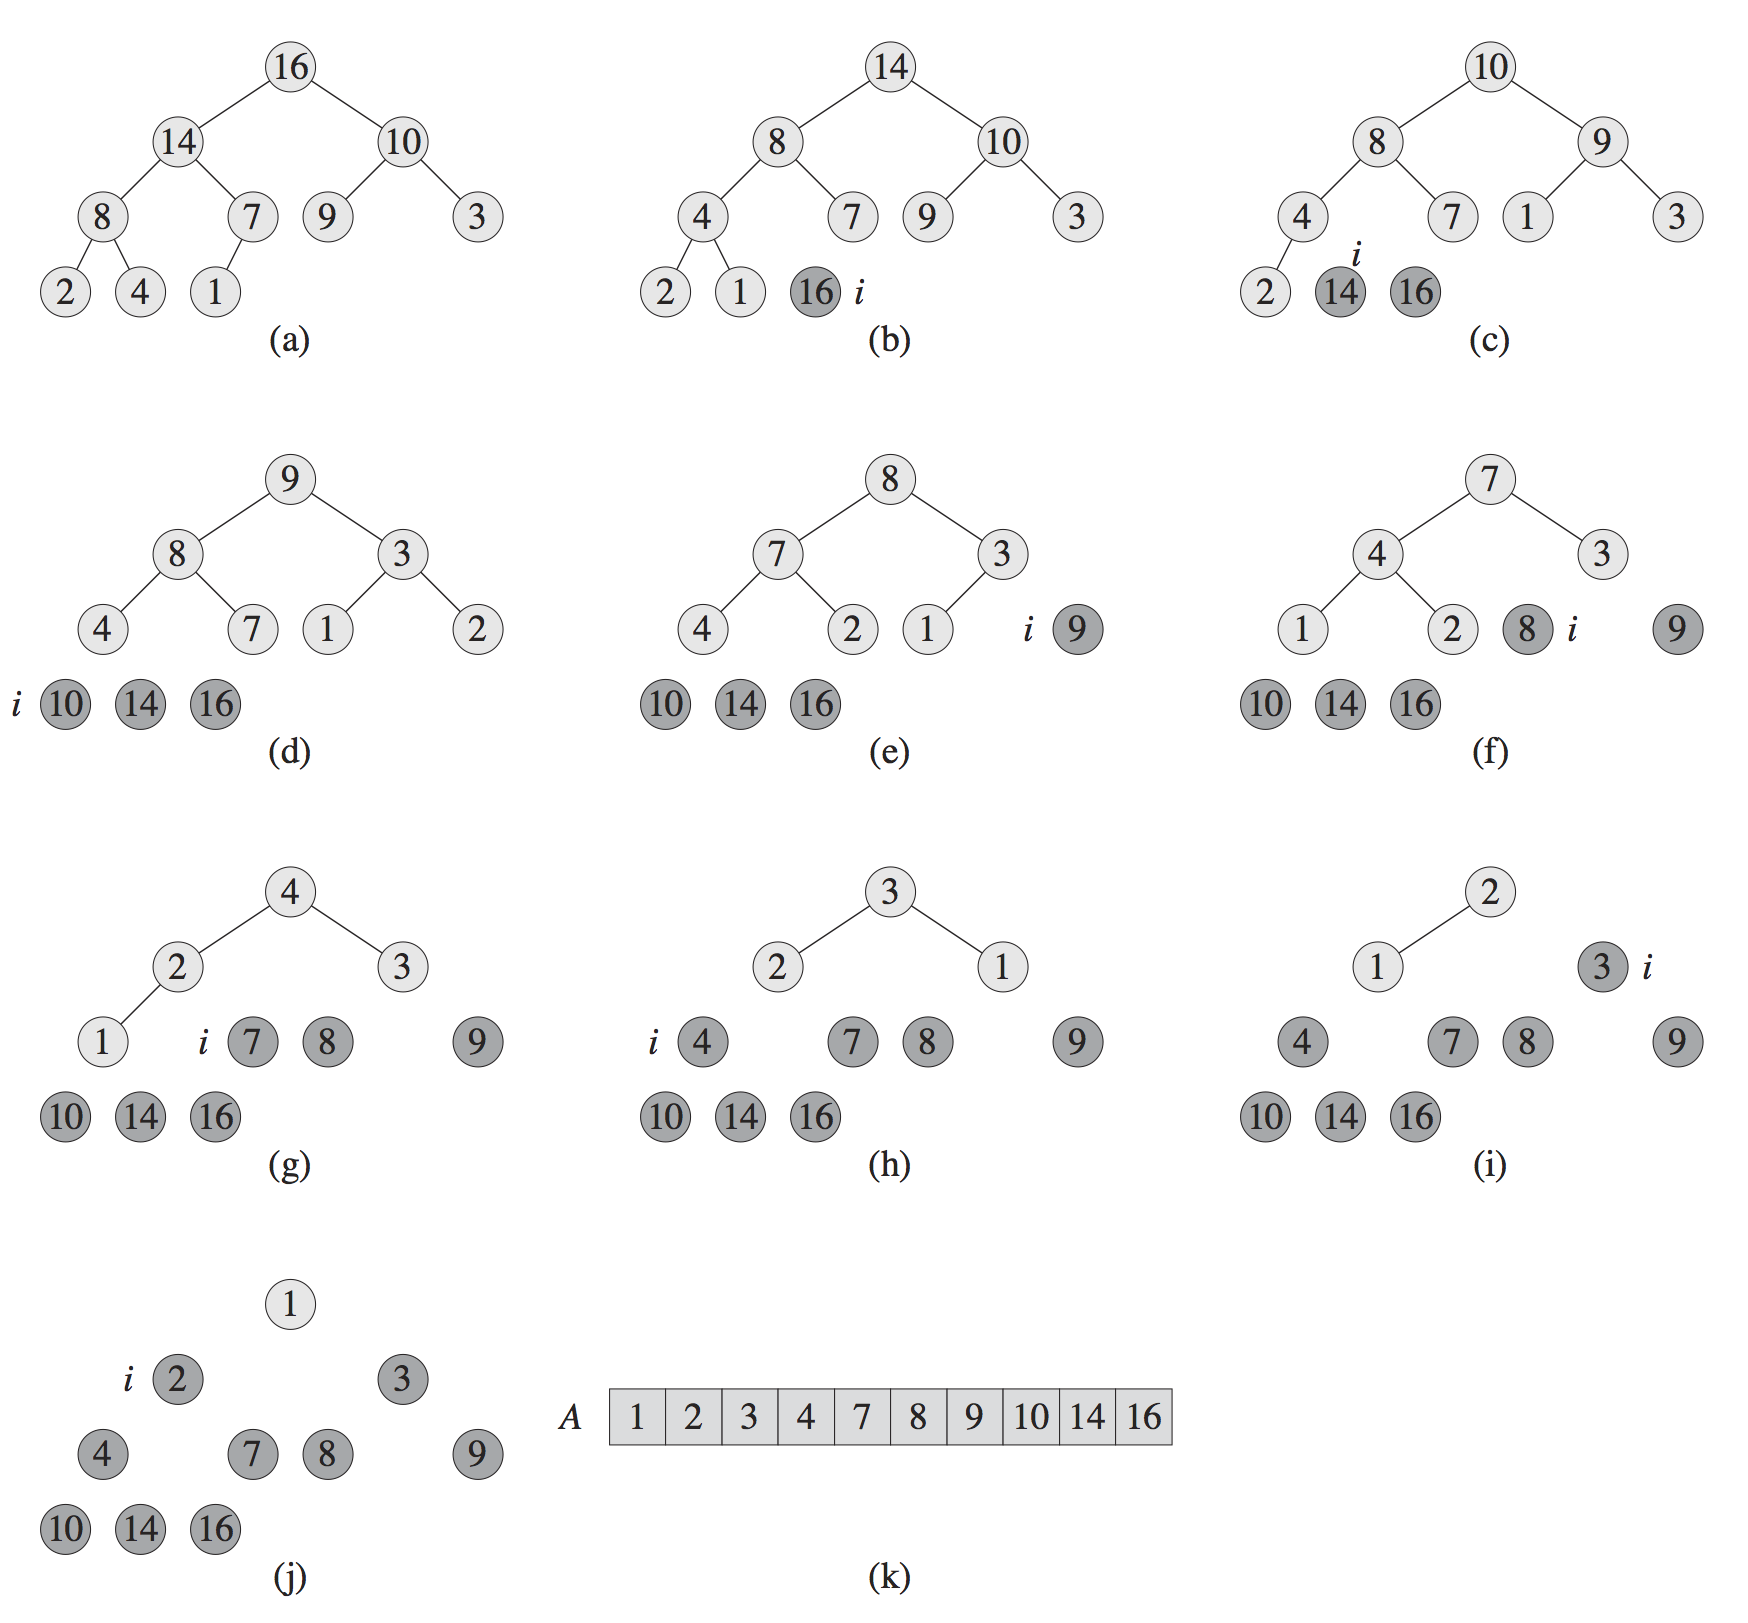 16
14 10
8 7 9 3
2 4 1
(a)
14
8 10
4 7 9 3
2 1 16 i
(b)
10
8 9
4 7 1 3
i
2 14 16
(c)
9
8 3
4 7 1 2
i 10 14 16
(d)
8
7 3
4 2 1 i 9
10 14 16
(e)
7
4 3
1 2 8 i 9
10 14 16
(f)
4
2 3
1 i 7 8 9
10 14 16
(g)
3
2 1
i 4 7 8 9
10 14 16
(h)
2
1 3 i
4 7 8 9
10 14 16
(i)
1
i 2 3
4 7 8 9
10 14 16
(j)
A 1 2 3 4 7 8 9 10 14 16
(k)